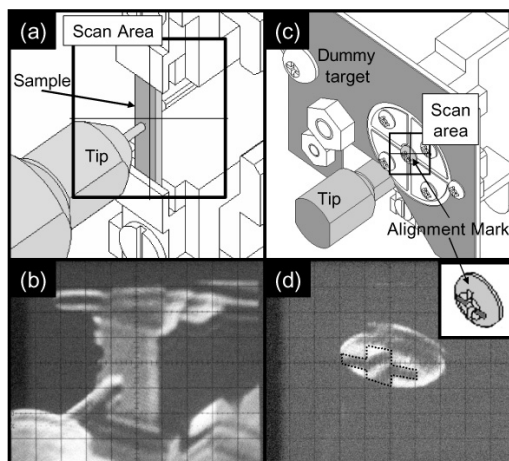 (a)
Scan Area
Sample
Tip
(c)
Dummy
target
Scan
area
Tip
Alignment Mark
(b)
(d)